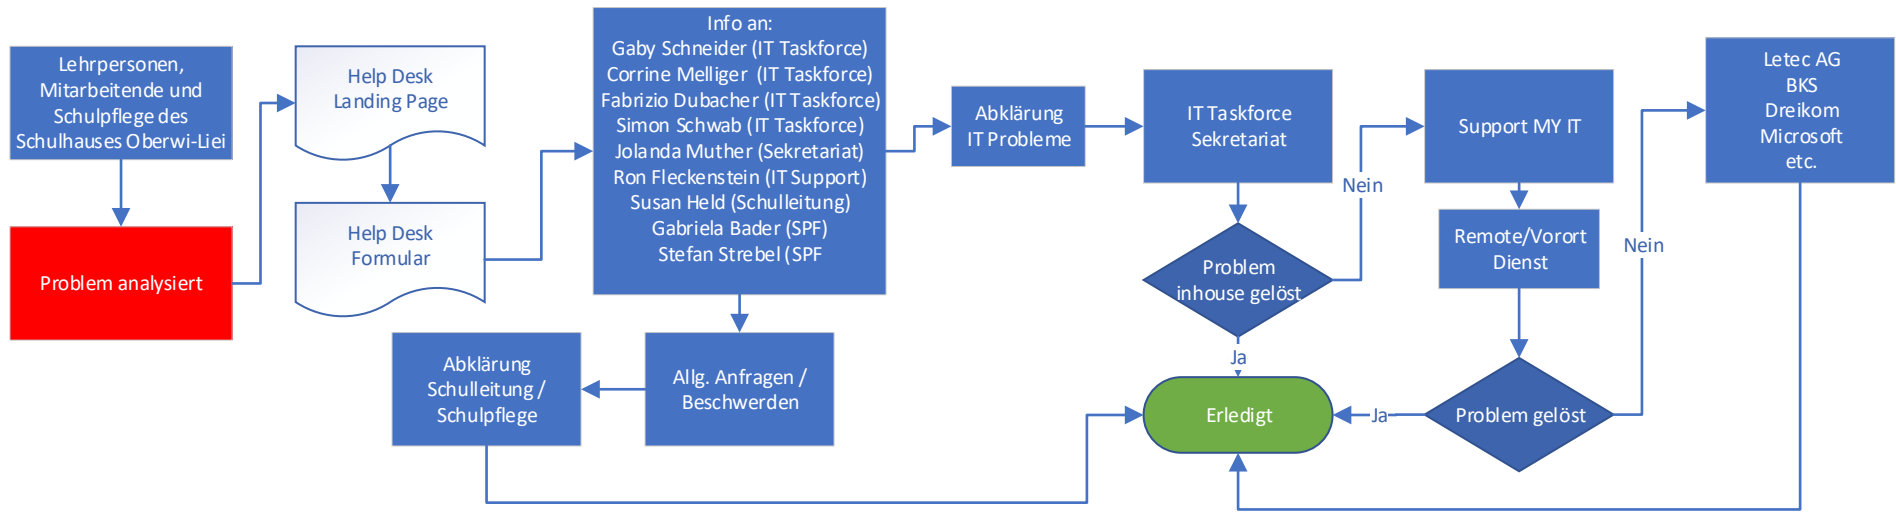 Lehrpersonen,
Mitarbeitende und
Schulpflege des
Schulhauses Oberwi-Liei
Problem analysiert
Help Desk
Landing Page
Help Desk
Formular
Info an:
Gaby Schneider (IT Taskforce)
Corrine Melliger (IT Taskforce)
Fabrizio Dubacher (IT Taskforce)
Simon Schwab (IT Taskforce)
Jolanda Muther (Sekretariat)
Ron Fleckenstein (IT Support)
Susan Held (Schulleitung)
Gabriela Bader (SPF)
Stefan Strebel (SPF
Allg. Anfragen /
Beschwerden
Abklärung
Schulleitung /
Schulpflege
Abklärung
IT Probleme
IT Taskforce
Sekretariat
Problem
inhouse gelöst
Ja
Nein
Erledigt
Support MY IT
Remote/Vorort
Dienst
Problem gelöst
Ja
Nein
Letec AG
BKS
Dreikom
Microsoft
etc.